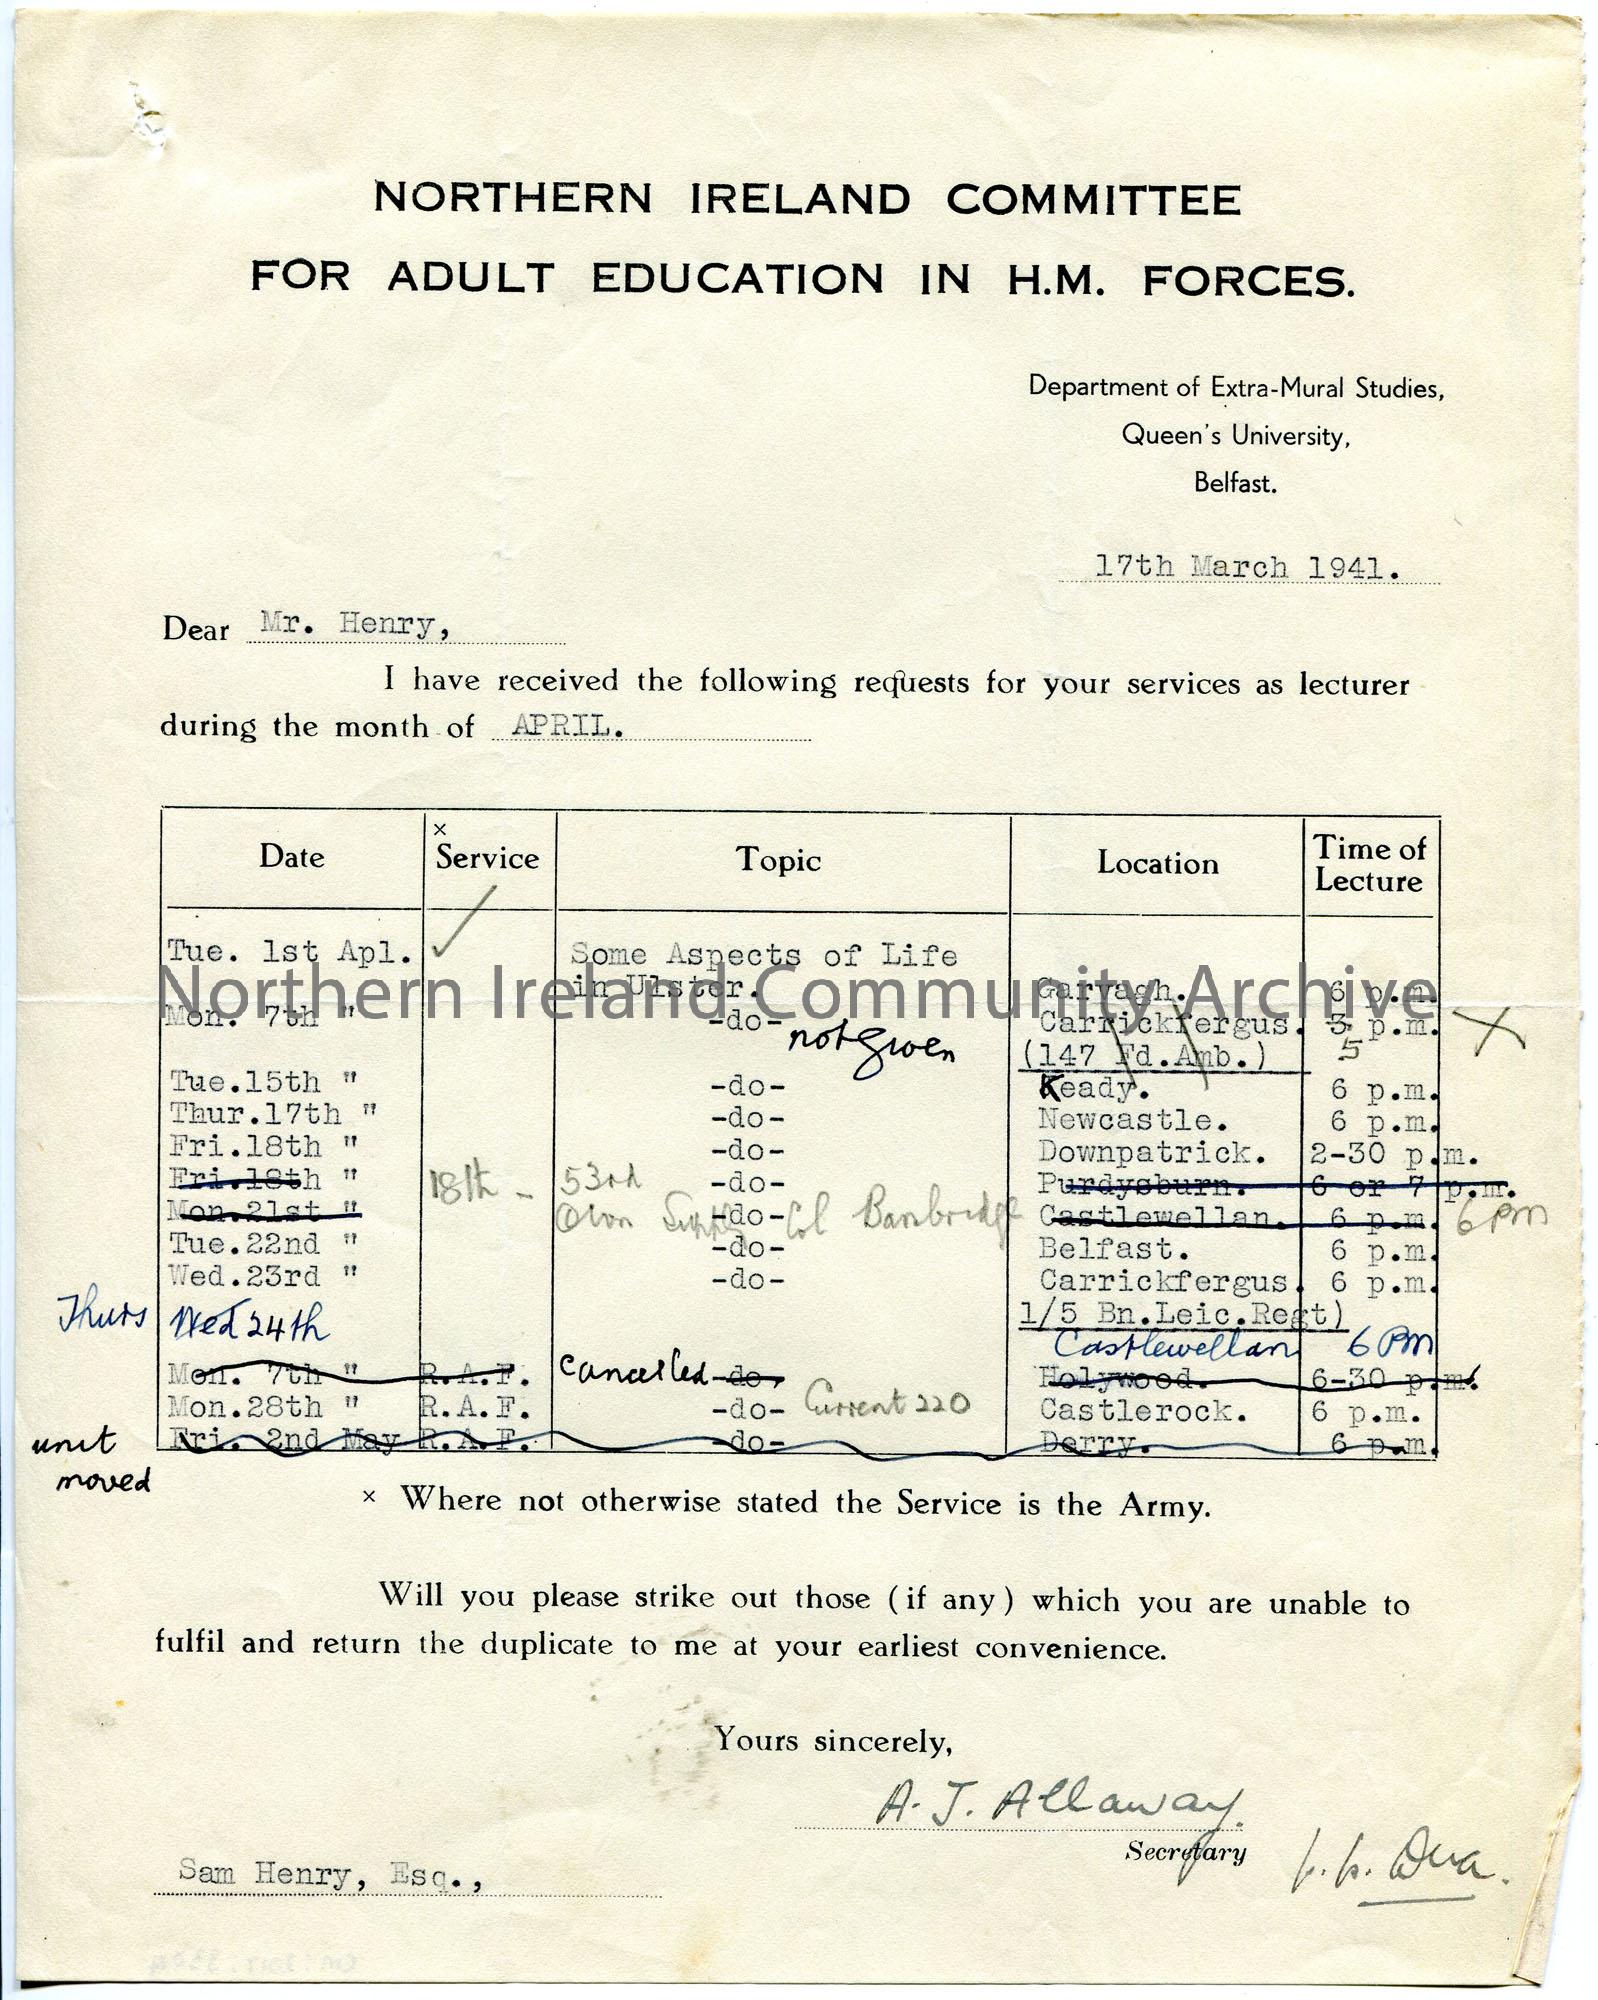 NORTHERN IRELAND COMMITTEE
FOR ADULT EDUCATION IN H.M. FORCES.
Department of Extra-Mural Studies,
Queen's University,
Belfast.
17th March 1941.
Dear Mr. Henry,
I have received the following requests for your services as lecturer
during the month of APRIL.
Date × Service Topic Location Time of Lecture
Tue. 1st Apl. Some Aspects of Life
in Ulster. Garvagh. 6 p.m.
Northern Ireland Community Archive
Mon. 7th " -do- not given Carrickfergus. 3 p.m.
(147 Fd.Amb.) 5
Tue.15th " -do- Keady. 6 p.m.
Thur.17th " -do- Newcastle. 6 p.m.
Fri.18th " -do- Downpatrick. 2-30 p.m.
Fri.18th " 18th - 53rd -do- Purdysburn. 6 or 7 p.m.
Mon.21st " Divn -do- Col Banbridge Castlewellan. 6 p.m. 6 PM
Tue.22nd " -do- Belfast. 6 p.m.
Wed.23rd " -do- Carrickfergus. 6 p.m.
1/5 Bn.Leic.Regt)
Thurs Wed 24th Castlewellan 6 PM
Mon. 7th " R.A.F. cancelled -do- Holywood. 6-30 p.m.
Mon.28th " R.A.F. -do- Current 220 Castlerock. 6 p.m.
unit moved Fri. 2nd May R.A.F. -do- Derry. 6 p.m.
× Where not otherwise stated the Service is the Army.
Will you please strike out those (if any) which you are unable to
fulfil and return the duplicate to me at your earliest convenience.
Yours sincerely,
A. J. Allaway.
Secretary p.p.
Sam Henry, Esq.,